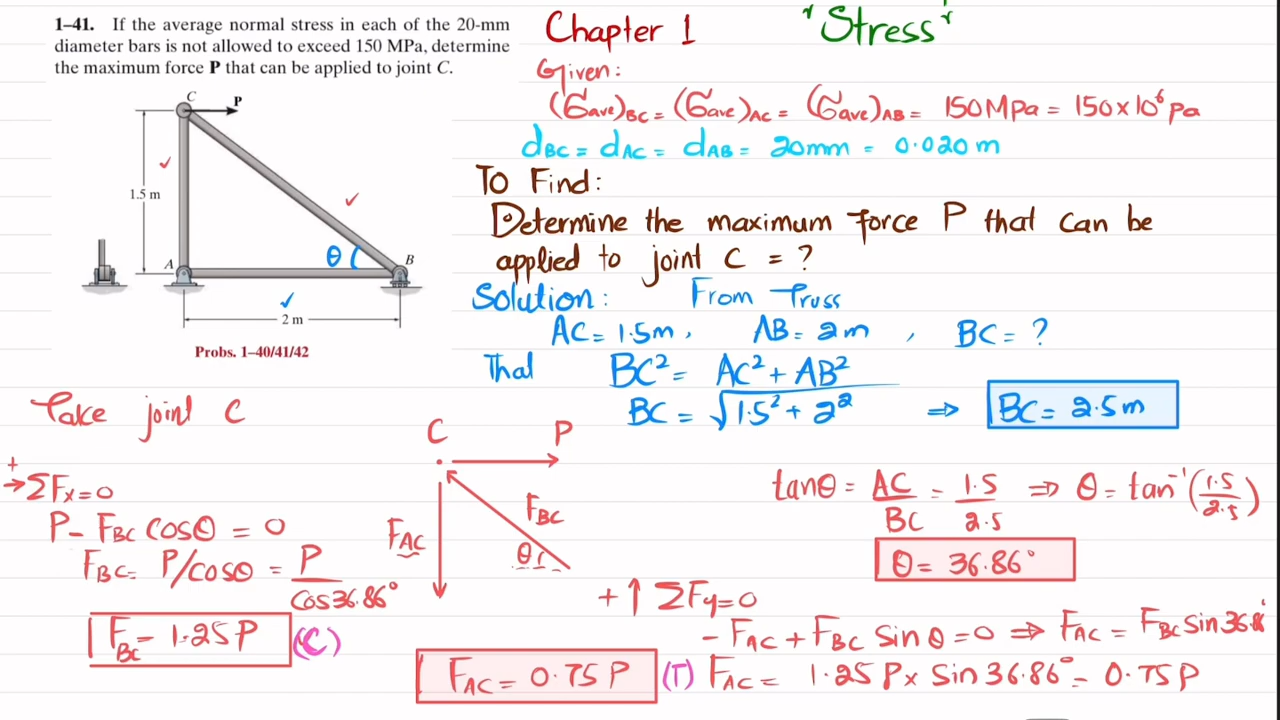 1–41. If the average normal stress in each of the 20-mm
diameter bars is not allowed to exceed 150 MPa, determine
the maximum force P that can be applied to joint C.
C
P
1.5 m
A
θ
B
2 m
Probs. 1–40/41/42
Chapter 1 "Stress"
Given:
(σave)BC = (σave)AC = (σave)AB = 150MPa = 150×10⁶ pa
dBC = dAC = dAB = 20mm = 0.020m
To Find:
Determine the maximum force P that can be
applied to joint C = ?
Solution: From Truss
AC = 1.5m, AB = 2m, BC = ?
That BC² = AC² + AB²
BC = √1.5² + 2² ⇒ BC = 2.5m
Take joint C
+
→ΣFx=0
P - FBC cosθ = 0
FBC = P/cosθ = P/cos36.86°
FBC = 1.25P (C)
C
P
FAC
FBC
θ
tanθ = AC/BC = 1.5/2.5 ⇒ θ = tan⁻¹(1.5/2.5)
θ = 36.86°
+↑ ΣFy=0
- FAC + FBC Sinθ = 0 ⇒ FAC = FBC Sin36.86°
FAC = 1.25P× Sin36.86° = 0.75P
FAC = 0.75P (T)